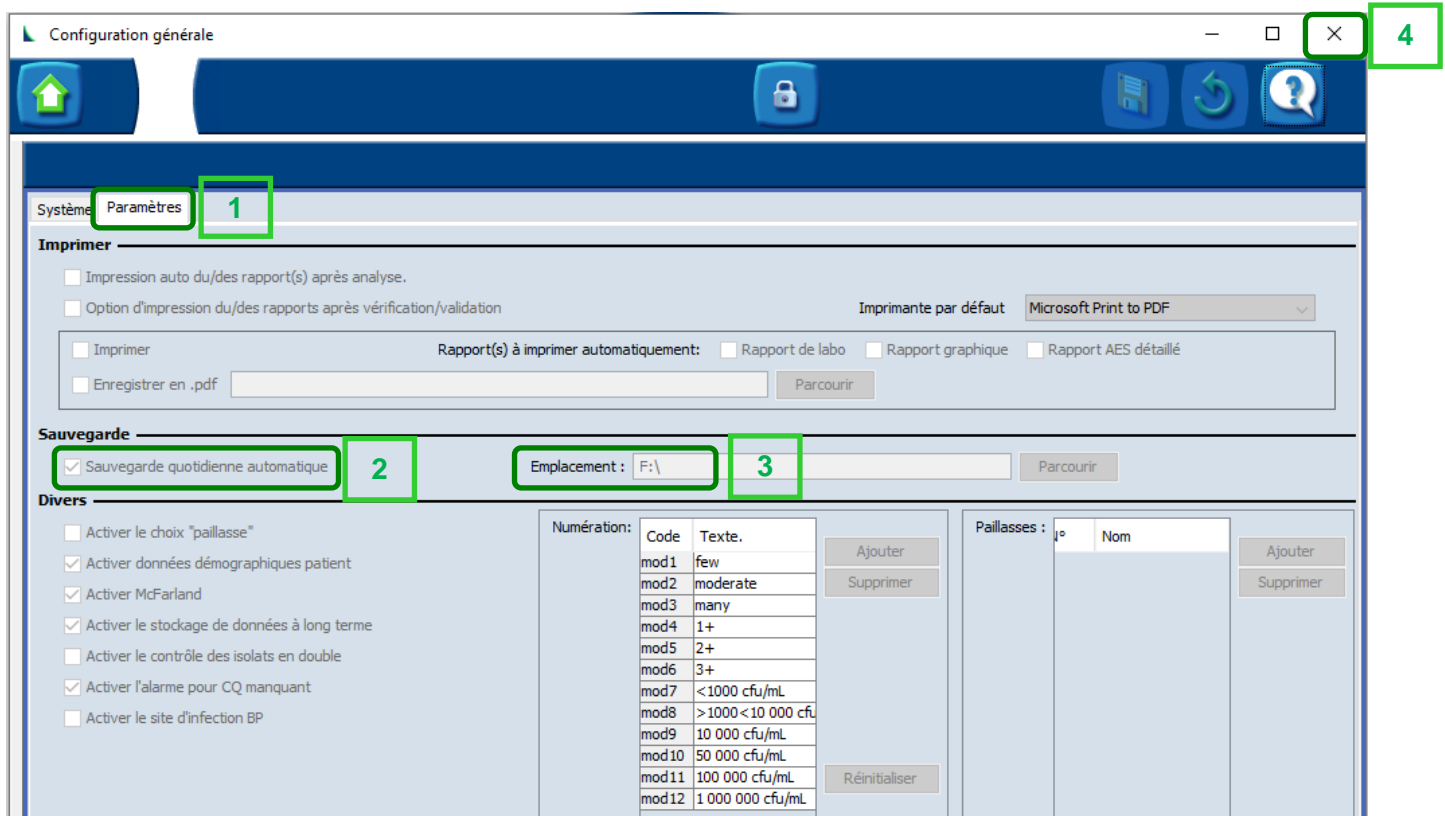 Configuration générale
4
Système Paramètres 1
Imprimer
Impression auto du/des rapport(s) après analyse.
Option d'impression du/des rapports après vérification/validation Imprimante par défaut Microsoft Print to PDF
Imprimer Rapport(s) à imprimer automatiquement: Rapport de labo Rapport graphique Rapport AES détaillé
Enregistrer en .pdf Parcourir
Sauvegarde
Sauvegarde quotidienne automatique 2 Emplacement : F:\ 3 Parcourir
Divers
Activer le choix "paillasse"
Activer données démographiques patient
Activer McFarland
Activer le stockage de données à long terme
Activer le contrôle des isolats en double
Activer l'alarme pour CQ manquant
Activer le site d'infection BP
Numération:
Code Texte.
mod1 few
mod2 moderate
mod3 many
mod4 1+
mod5 2+
mod6 3+
mod7 <1000 cfu/mL
mod8 >1000<10 000 cfu
mod9 10 000 cfu/mL
mod10 50 000 cfu/mL
mod11 100 000 cfu/mL
mod12 1 000 000 cfu/mL
Ajouter
Supprimer
Réinitialiser
Paillasses :
N° Nom
Ajouter
Supprimer